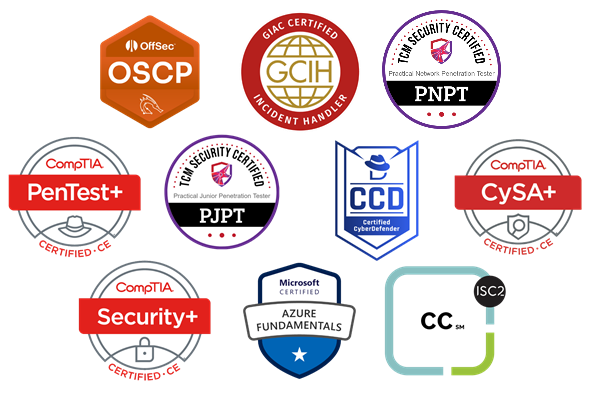 OffSec
OSCP
GIAC CERTIFIED
GCIH
INCIDENT HANDLER
TCM SECURITY CERTIFIED
Practical Network Penetration Tester
PNPT
CompTIA
PenTest+
CERTIFIED • CE
TCM SECURITY CERTIFIED
Practical Junior Penetration Tester
PJPT
CCD
Certified
CyberDefender
CompTIA
CySA+
CERTIFIED • CE
CompTIA
Security+
CERTIFIED • CE
Microsoft
CERTIFIED
AZURE
FUNDAMENTALS
ISC2
CC SM